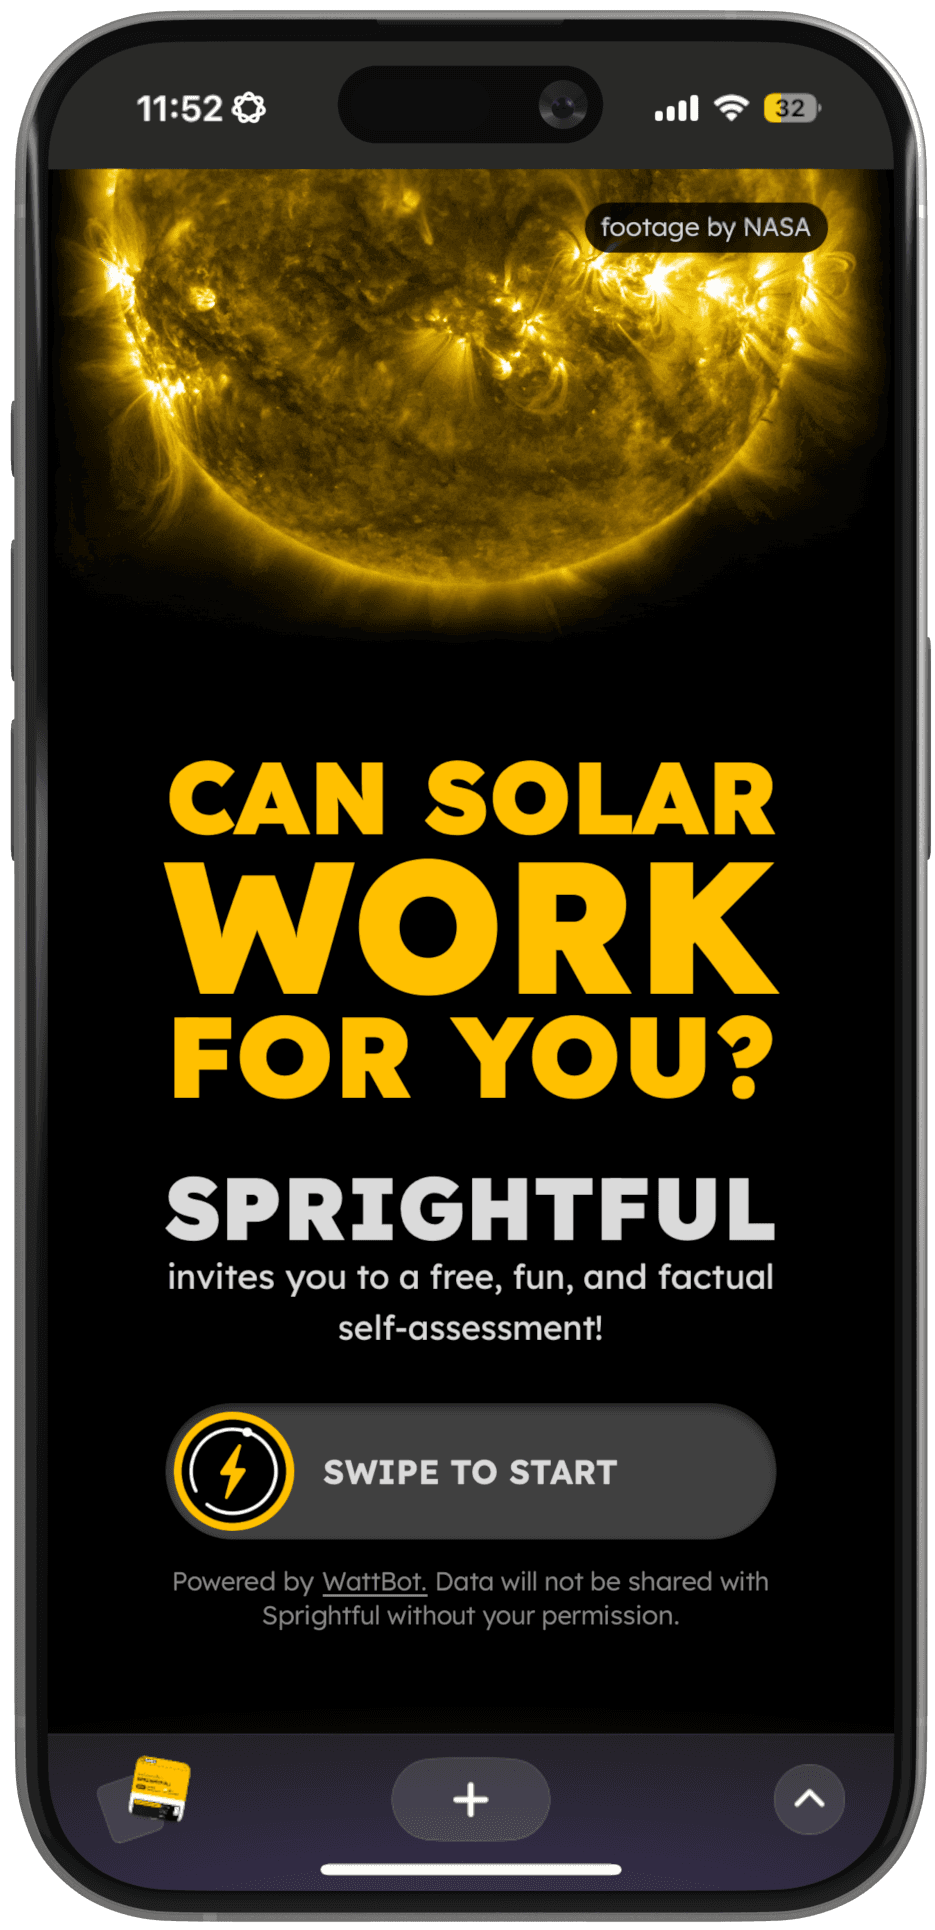 11:52
32
footage by NASA
CAN SOLAR
WORK
FOR YOU?
SPRIGHTFUL
invites you to a free, fun, and factual
self-assessment!
SWIPE TO START
Powered by WattBot. Data will not be shared with
Sprightful without your permission.